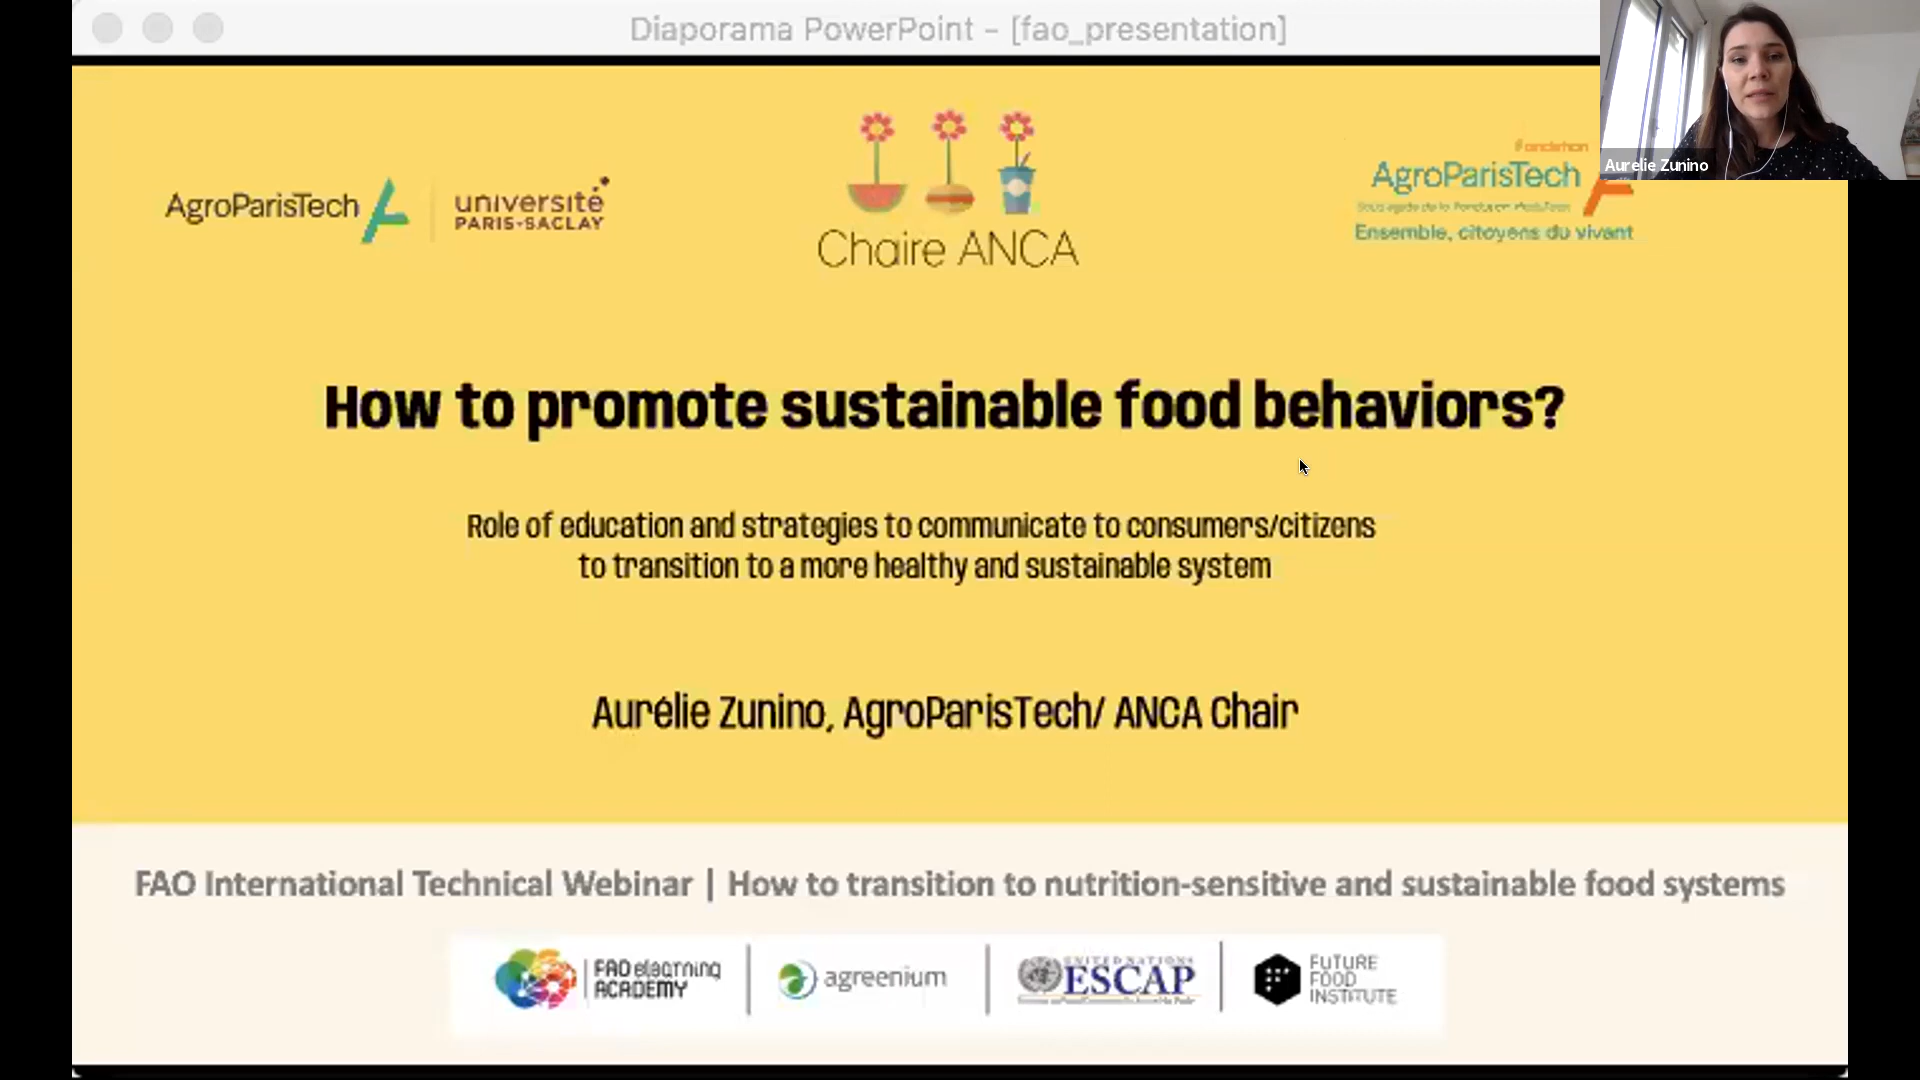 Diaporama PowerPoint – [fao_presentation]
Aurelie Zunino
AgroParisTech
université
PARIS-SACLAY
Chaire ANCA
AgroParisTech
Ensemble, citoyens du vivant
How to promote sustainable food behaviors?
Role of education and strategies to communicate to consumers/citizens
to transition to a more healthy and sustainable system
Aurélie Zunino, AgroParisTech/ ANCA Chair
FAO International Technical Webinar | How to transition to nutrition-sensitive and sustainable food systems
FAO elearning
ACADEMY
agreenium
UNITED NATIONS
ESCAP
FUTURE
FOOD
INSTITUTE